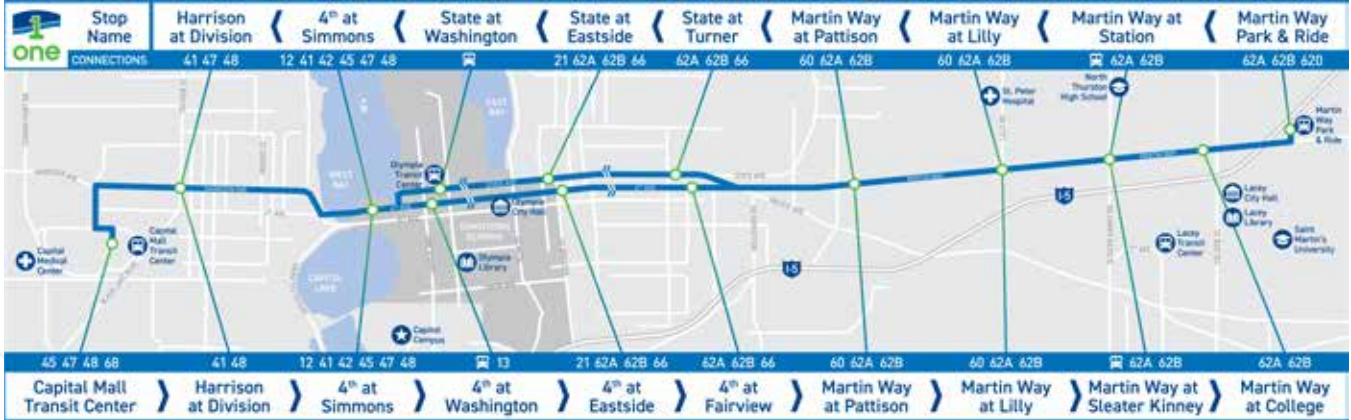 1
one
Stop
Name
CONNECTIONS
Harrison
at Division
4th at
Simmons
State at
Washington
State at
Eastside
State at
Turner
Martin Way
at Pattison
Martin Way
at Lilly
Martin Way at
Station
Martin Way
Park & Ride
41 47 48
12 41 42 45 47 48
21 62A 62B 66
62A 62B 66
60 62A 62B
60 62A 62B
62A 62B
62A 62B 620
North
Thurston
High School
St. Peter
Hospital
Martin
Way
Park
& Ride
EAST
BAY
WEST
BAY
Olympia
Transit
Center
Olympia
City Hall
Olympia
Library
CAPITOL
LAKE
Capitol
Campus
Capital
Medical
Center
Capital
Mall
Transit
Center
I-5
I-5
Lacey
City Hall
Lacey
Library
Lacey
Transit
Center
Saint
Martin's
University
45 47 48 68
41 48
12 41 42 45 47 48
13
21 62A 62B 66
62A 62B 66
60 62A 62B
60 62A 62B
62A 62B
62A 62B
Capital Mall
Transit Center
Harrison
at Division
4th at
Simmons
4th at
Washington
4th at
Eastside
4th at
Fairview
Martin Way
at Pattison
Martin Way
at Lilly
Martin Way at
Sleater Kinney
Martin Way
at College